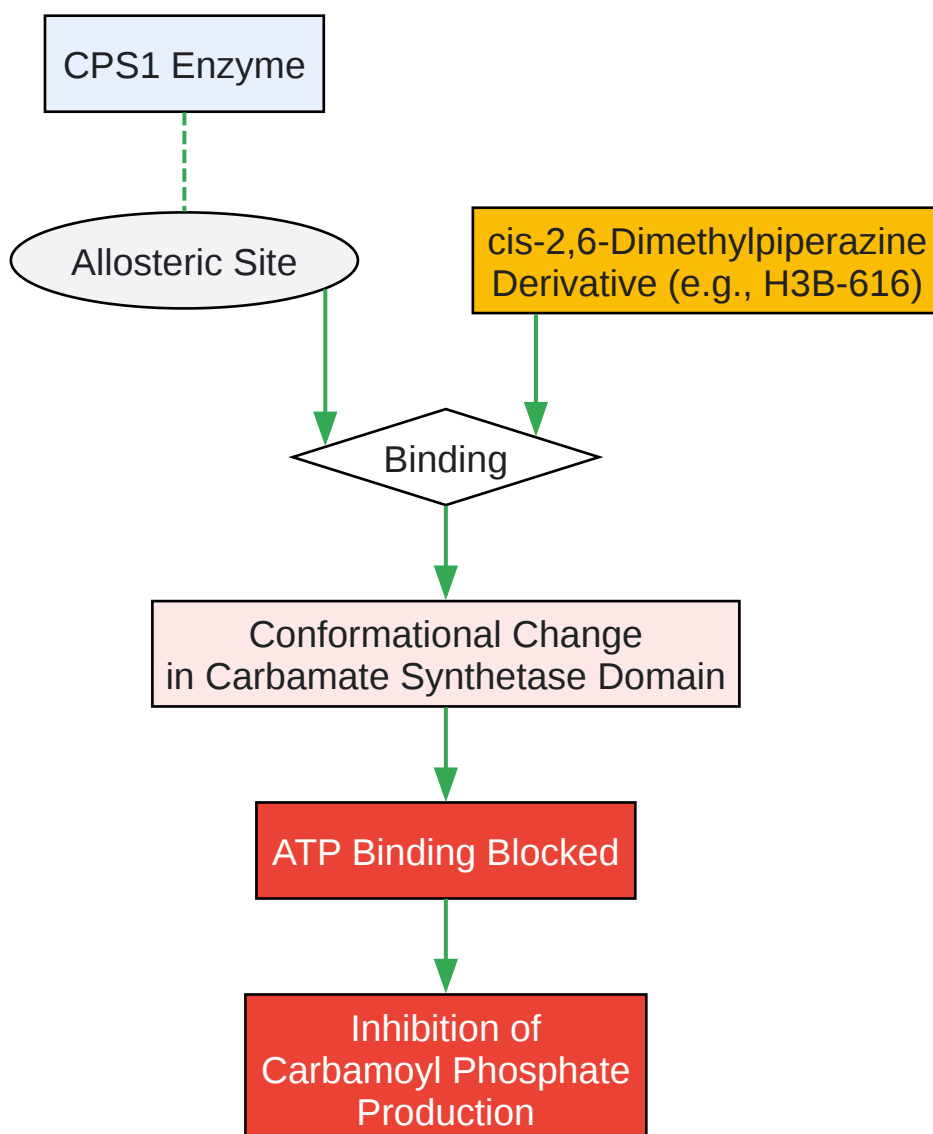 CPS1 Enzyme
Allosteric Site
cis-2,6-Dimethylpiperazine
Derivative (e.g., H3B-616)
Binding
Conformational Change
in Carbamate Synthetase Domain
ATP Binding Blocked
Inhibition of
Carbamoyl Phosphate
Production